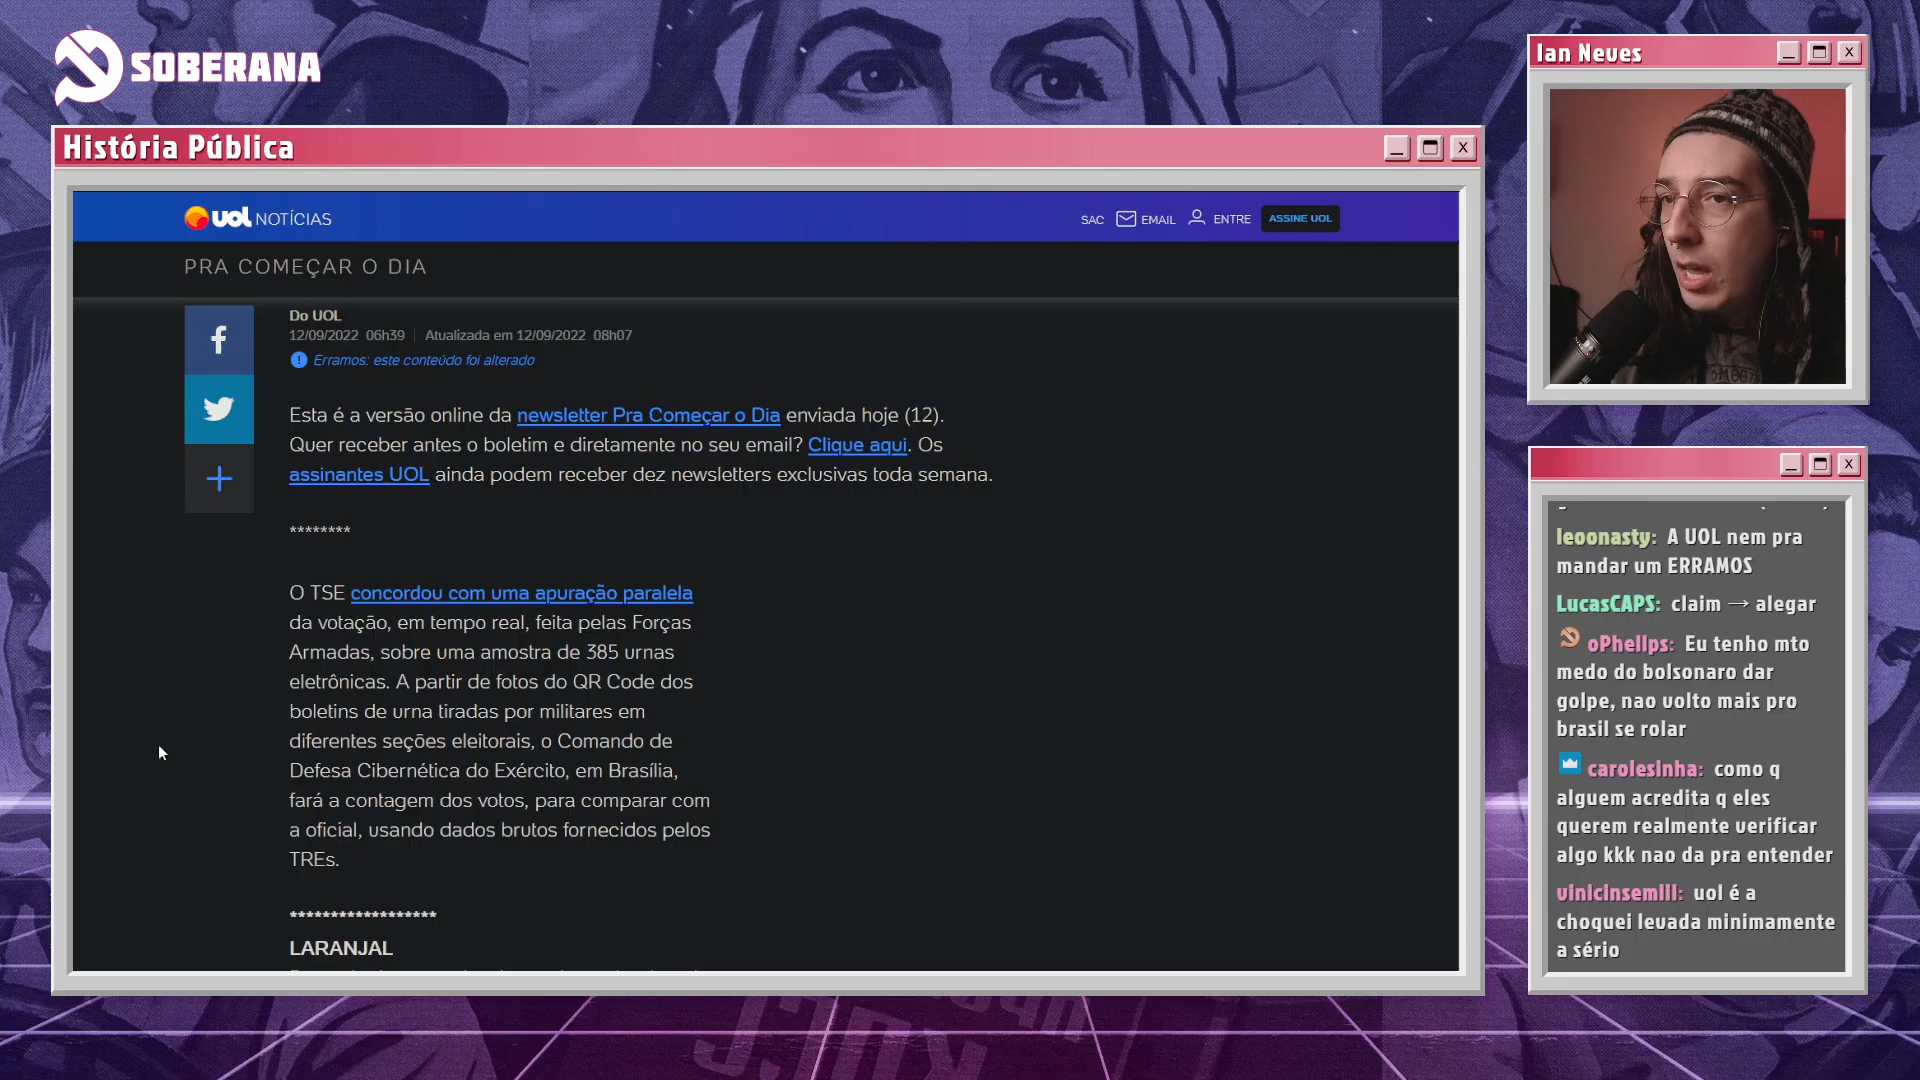 SOBERANA
História Pública
uol NOTÍCIAS
SAC
EMAIL
ENTRE
ASSINE UOL
PRA COMEÇAR O DIA
Do UOL
12/09/2022 06h39 | Atualizada em 12/09/2022 08h07
Erramos: este conteúdo foi alterado
Esta é a versão online da newsletter Pra Começar o Dia enviada hoje (12).
Quer receber antes o boletim e diretamente no seu email? Clique aqui. Os
assinantes UOL ainda podem receber dez newsletters exclusivas toda semana.
********
O TSE concordou com uma apuração paralela
da votação, em tempo real, feita pelas Forças
Armadas, sobre uma amostra de 385 urnas
eletrônicas. A partir de fotos do QR Code dos
boletins de urna tiradas por militares em
diferentes seções eleitorais, o Comando de
Defesa Cibernética do Exército, em Brasília,
fará a contagem dos votos, para comparar com
a oficial, usando dados brutos fornecidos pelos
TREs.
******************
LARANJAL
Ian Neves
leoonasty: A UOL nem pra
mandar um ERRAMOS
LucasCAPS: claim → alegar
oPhellps: Eu tenho mto
medo do bolsonaro dar
golpe, nao volto mais pro
brasil se rolar
carolesinha: como q
alguem acredita q eles
querem realmente verificar
algo kkk nao da pra entender
vinicinsemiii: uol é a
choquei levada minimamente
a sério